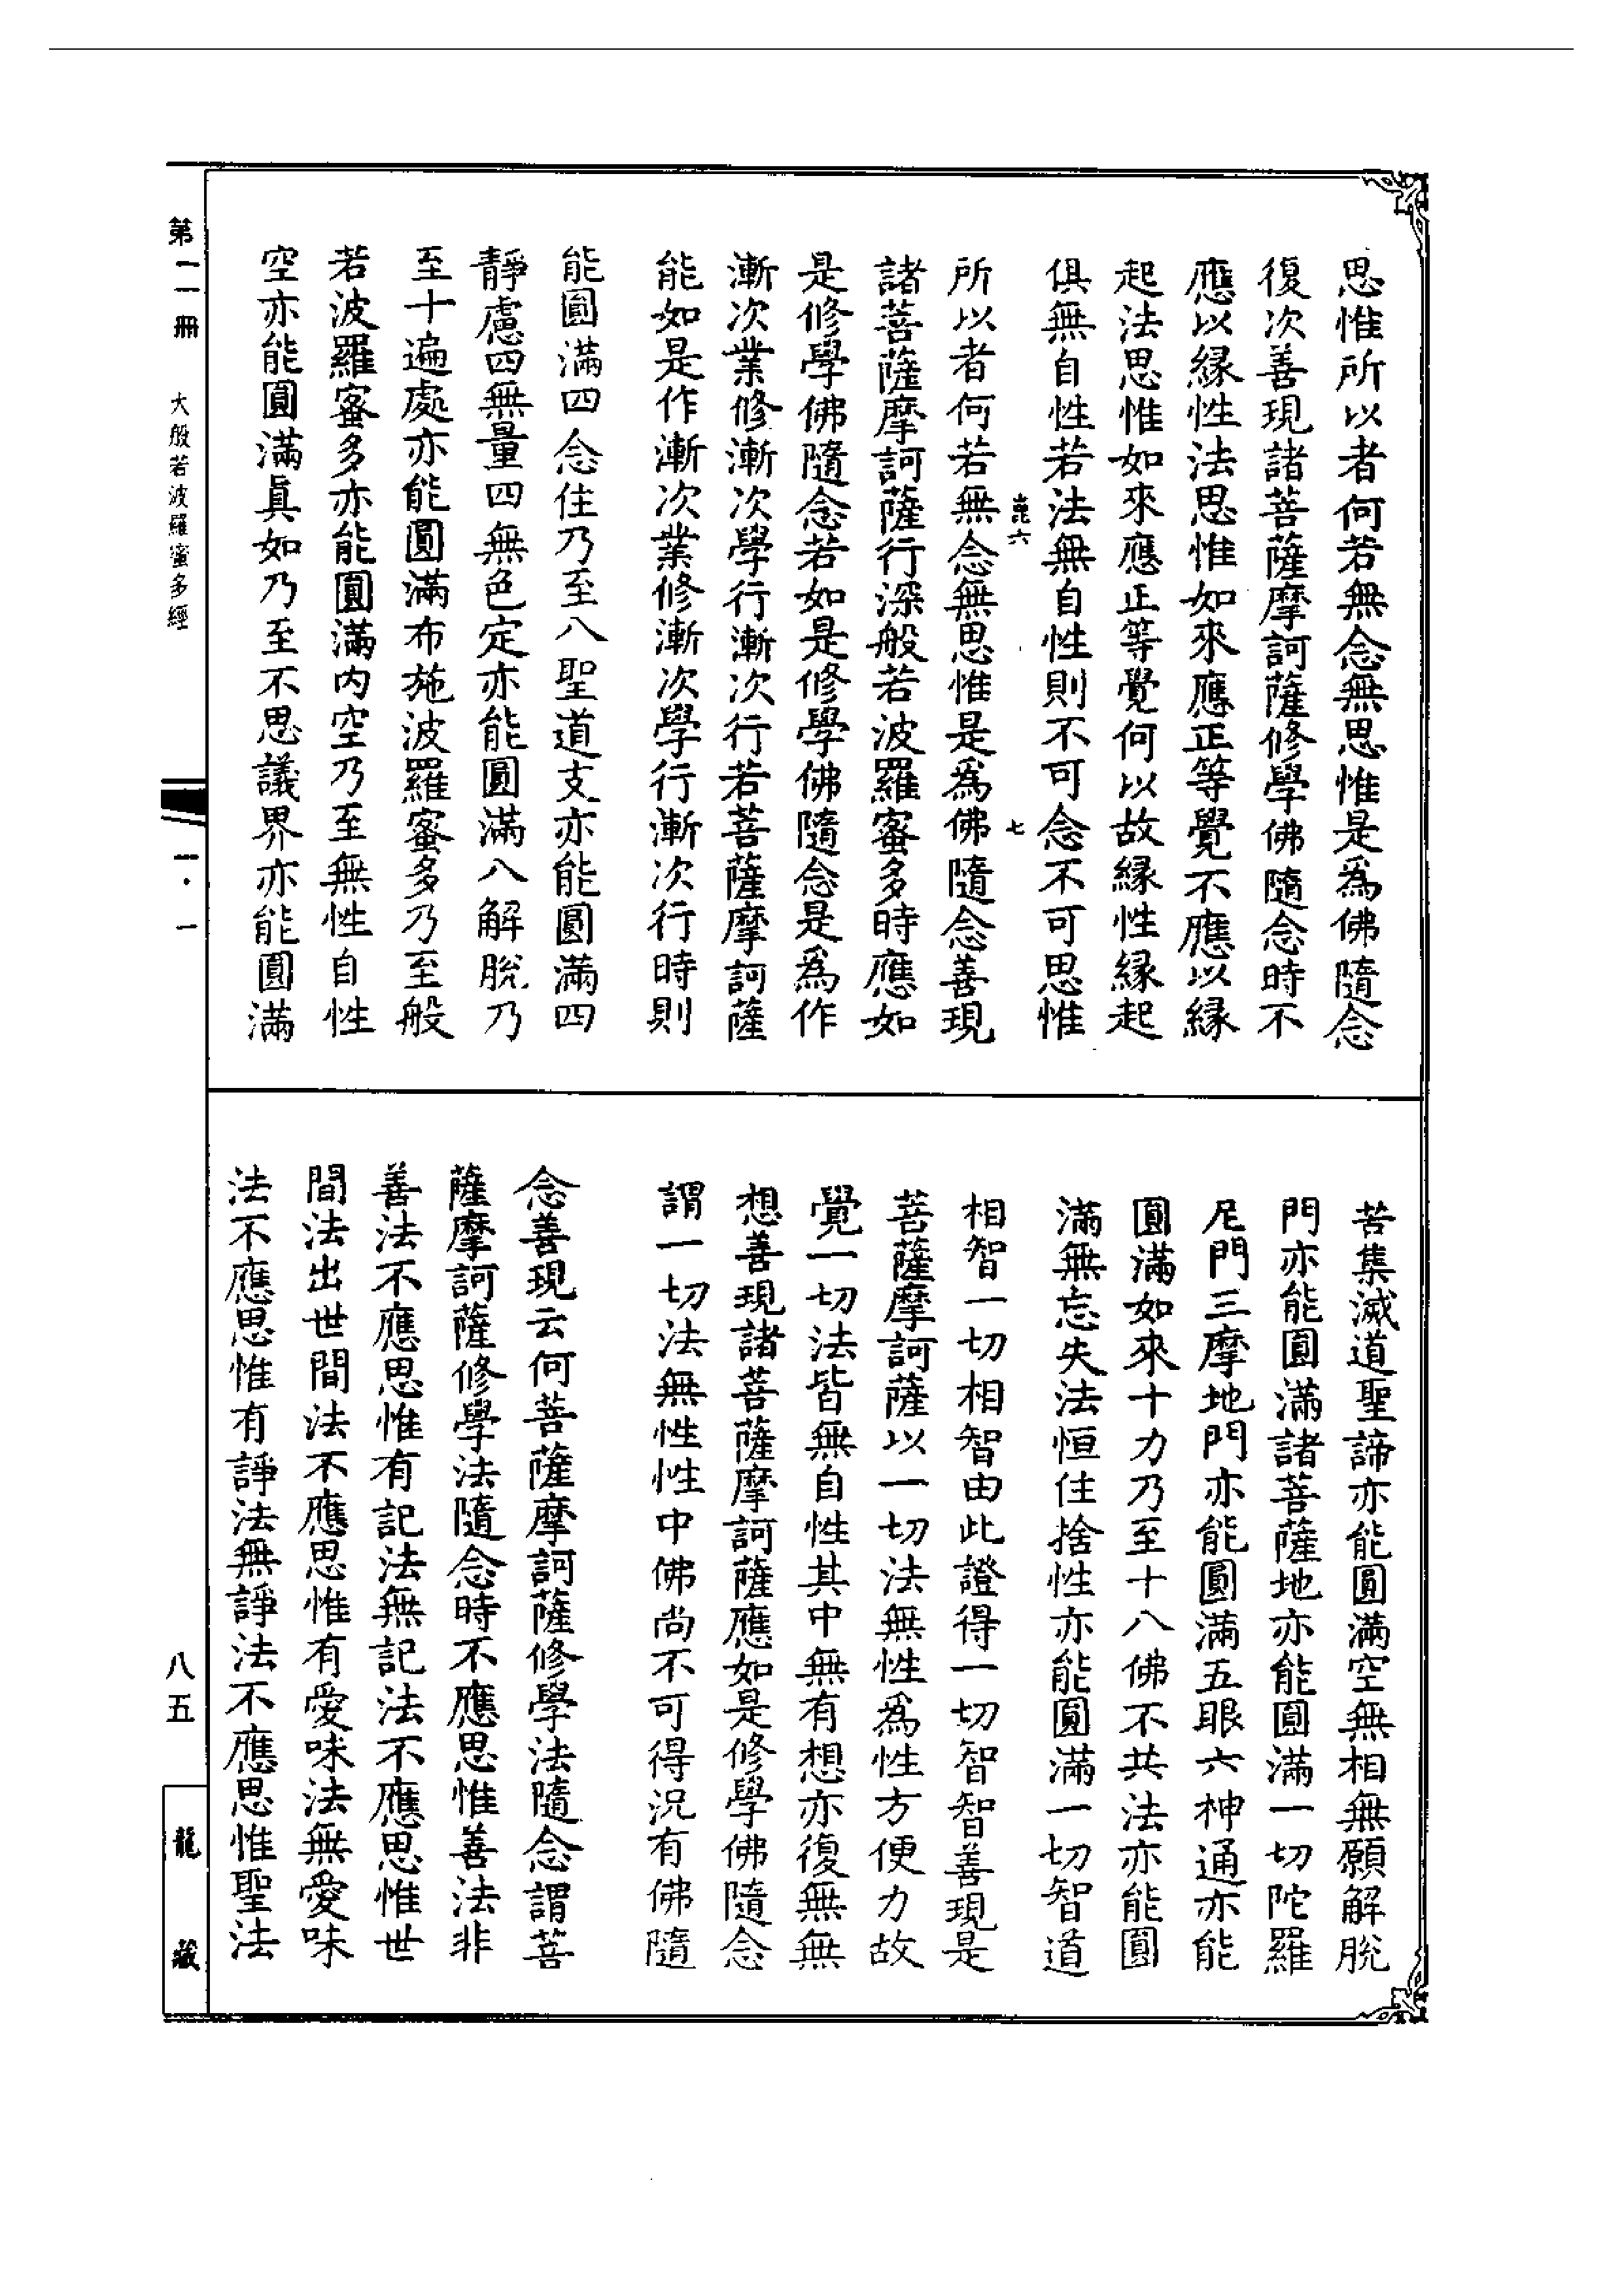 思惟所以者何若無念無思惟是為佛隨念
復次善現諸菩薩摩訶薩修學佛隨念時不
應以緣性法思惟如來應正等覺不應以緣
起法思惟如來應正等覺何以故緣性緣起
俱無自性若法無自性則不可念不可思惟
崑六 七
所以者何若無念無思惟是為佛隨念善現
諸菩薩摩訶薩行深般若波羅蜜多時應如
是修學佛隨念若如是修學佛隨念是為作
漸次業修漸次學行漸次行若菩薩摩訶薩
能如是作漸次業修漸次學行漸次行時則
能圓滿四念住乃至八聖道支亦能圓滿四
靜慮四無量四無色定亦能圓滿八解脫乃
至十遍處亦能圓滿布施波羅蜜多乃至般
若波羅蜜多亦能圓滿內空乃至無性自性
空亦能圓滿真如乃至不思議界亦能圓滿
苦集滅道聖諦亦能圓滿空無相無願解脫
門亦能圓滿諸菩薩地亦能圓滿一切陀羅
尼門三摩地門亦能圓滿五眼六神通亦能
圓滿如來十力乃至十八佛不共法亦能圓
滿無忘失法恒住捨性亦能圓滿一切智道
相智一切相智由此證得一切智智善現是
菩薩摩訶薩以一切法無性為性方便力故
覺一切法皆無自性其中無有想亦復無無
想善現諸菩薩摩訶薩應如是修學佛隨念
謂一切法無性性中佛尚不可得況有佛隨
念善現云何菩薩摩訶薩修學法隨念謂菩
薩摩訶薩修學法隨念時不應思惟善法非
善法不應思惟有記法無記法不應思惟世
間法出世間法不應思惟有愛味法無愛味
法不應思惟有諍法無諍法不應思惟聖法
第一一冊 大般若波羅蜜多經 一·一 八五 龍藏